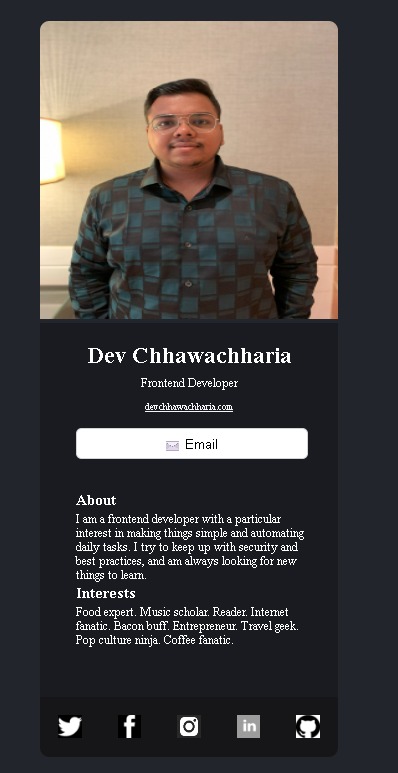 Dev Chhawachharia
Frontend Developer
devchhawachharia.com
Email
About
I am a frontend developer with a particular
interest in making things simple and automating
daily tasks. I try to keep up with security and
best practices, and am always looking for new
things to learn.
Interests
Food expert. Music scholar. Reader. Internet
fanatic. Bacon buff. Entrepreneur. Travel geek.
Pop culture ninja. Coffee fanatic.